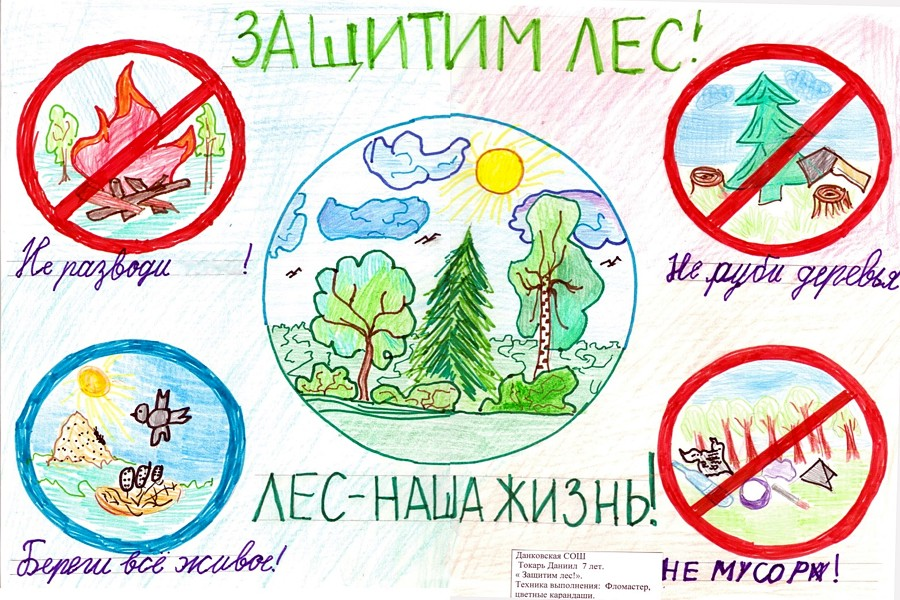 ЗАЩИТИМ ЛЕС!
Не разводи !
Не руби деревья
ЛЕС-НАША ЖИЗНЬ!
Береги всё живое!
НЕ МУСОРИ!
Данковская СОШ
Токарь Даниил 7 лет.
« Защитим лес!».
Техника выполнения: Фломастер,
цветные карандаши.